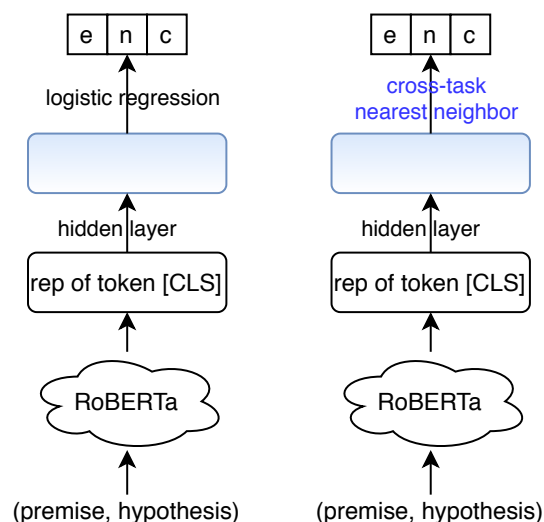 e n c
logistic regression
hidden layer
rep of token [CLS]
RoBERTa
(premise, hypothesis)
e n c
cross-task
nearest neighbor
hidden layer
rep of token [CLS]
RoBERTa
(premise, hypothesis)